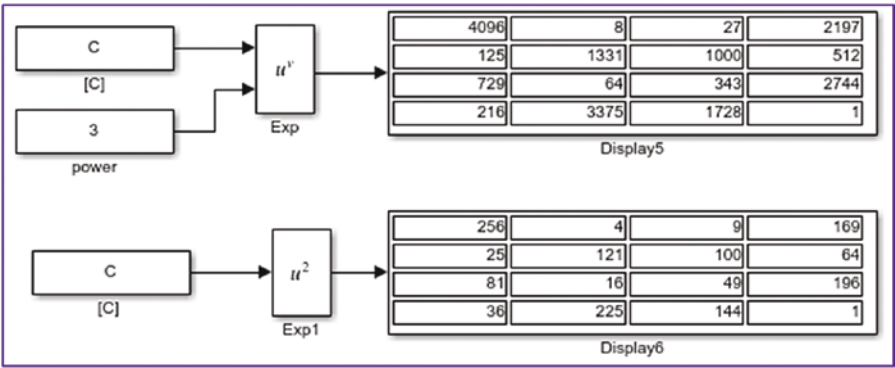 C
[C]
3
power
u^v
Exp
4096 8 27 2197
125 1331 1000 512
729 64 343 2744
216 3375 1728 1
Display5
C
[C]
u^2
Exp1
256 4 9 169
25 121 100 64
81 16 49 196
36 225 144 1
Display6